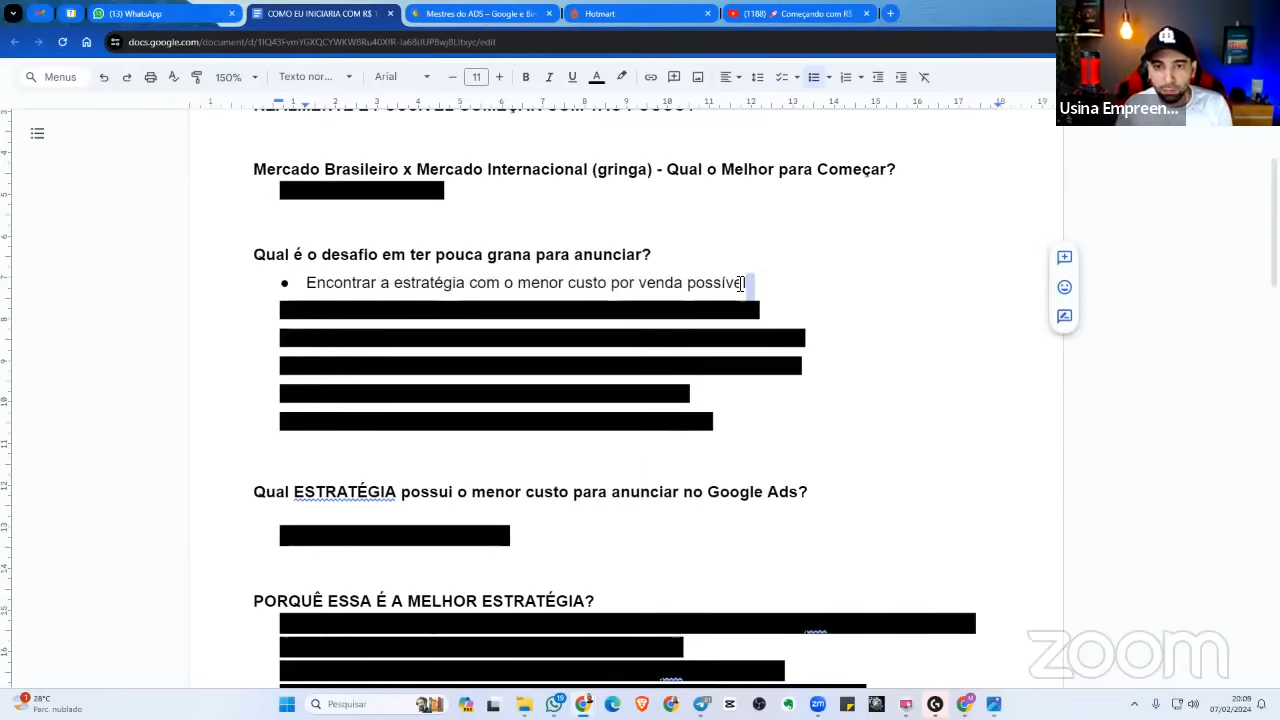 (13) WhatsApp
COMO EU INICIARIA COM R$ 1
Mestres do ADS – Google e Bin
Hotmart
(1188) 🚀 Começando com R$
docs.google.com/document/d/
/edit
Menus
150%
Texto nor...
Arial
11
Mercado Brasileiro x Mercado Internacional (gringa) - Qual o Melhor para Começar?
Qual é o desafio em ter pouca grana para anunciar?
● Encontrar a estratégia com o menor custo por venda possível
Qual ESTRATÉGIA possui o menor custo para anunciar no Google Ads?
PORQUÊ ESSA É A MELHOR ESTRATÉGIA?
Usina Empreen...
zoom
28°C
Parc. nublado
Pesquisar
20:09
07/02/2024